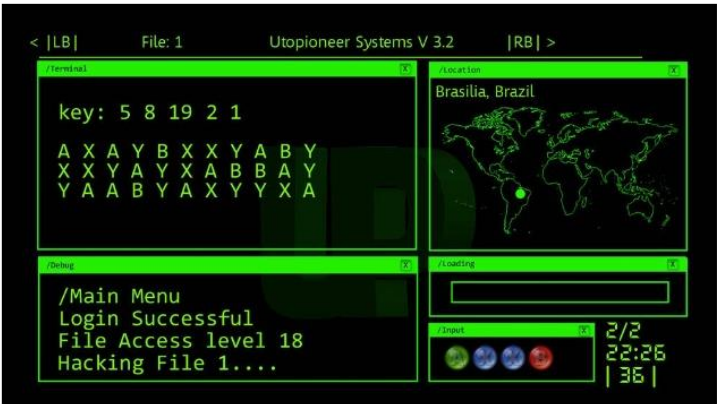 < |LB| File: 1 Utopioneer Systems V 3.2 |RB| >
/Terminal X
key: 5 8 19 2 1
A X A Y B X X Y A B Y
X X Y A Y X A B B A Y
Y A A B Y A X Y Y X A
/Location X
Brasilia, Brazil
/Debug X
/Main Menu
Login Successful
File Access level 18
Hacking File 1....
/Loading X
/Input X
2/2
22:26
| 36 |